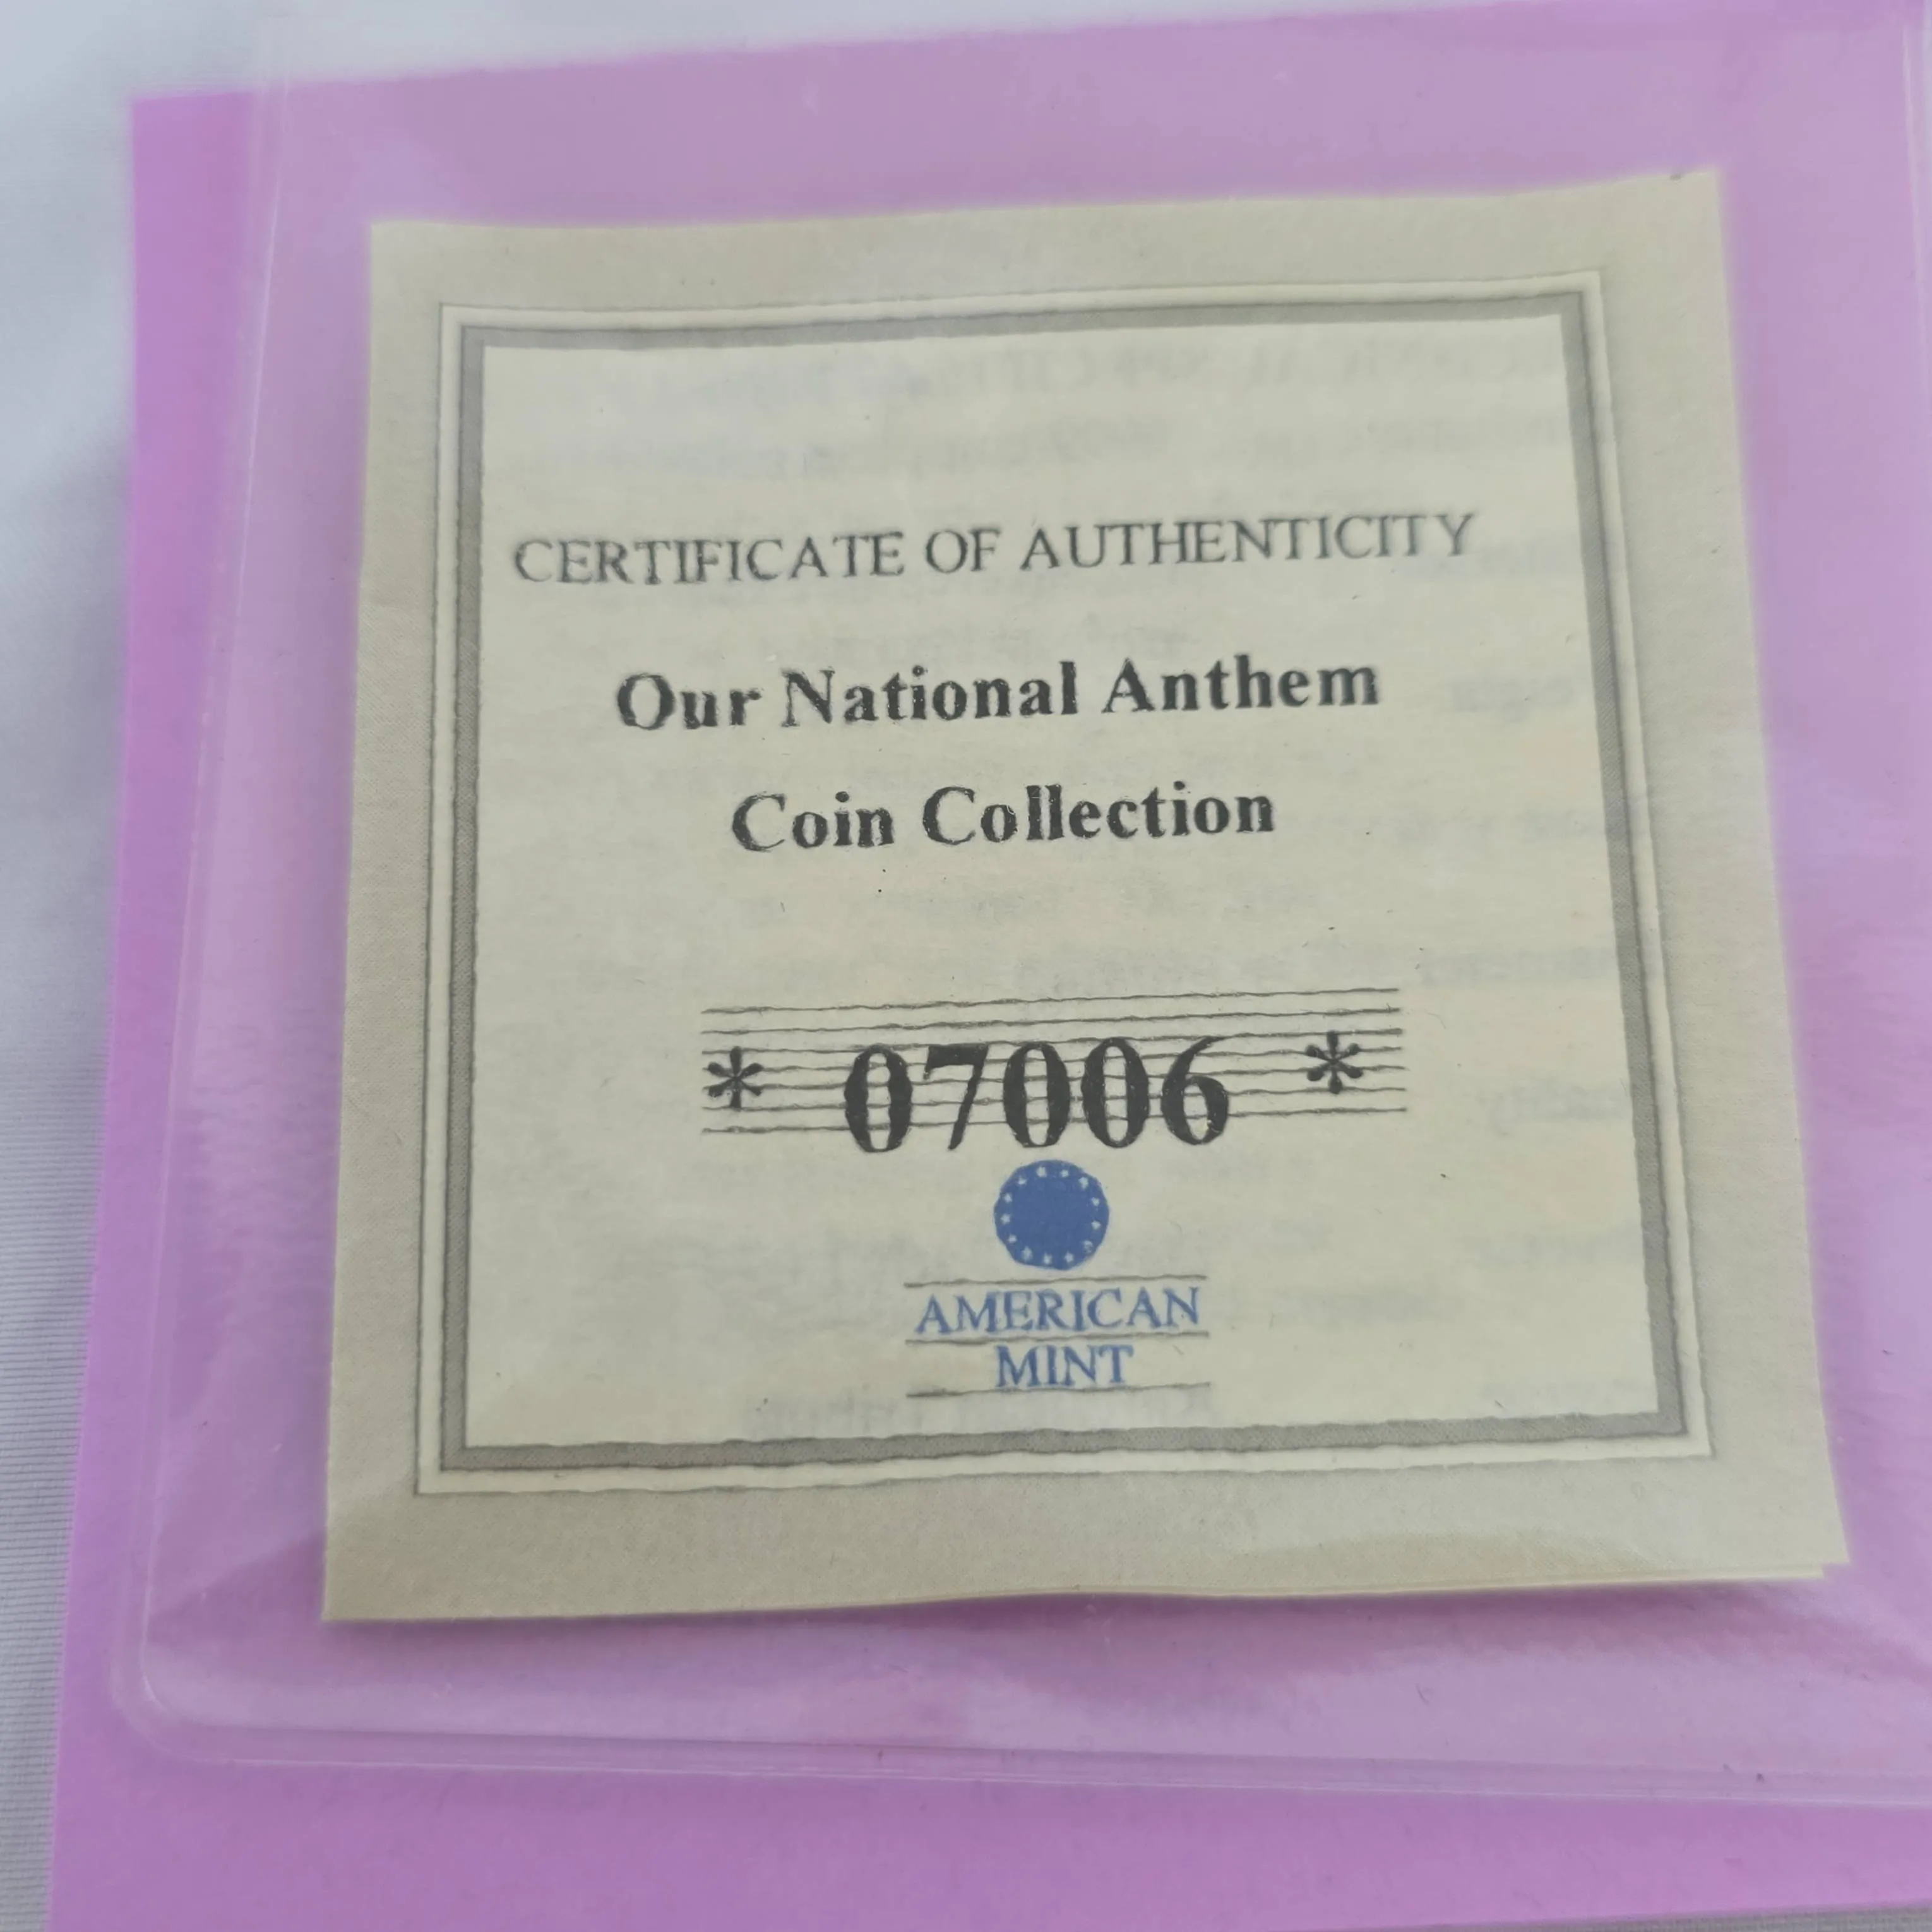 CERTIFICATE OF AUTHENTICITY
Our National Anthem
Coin Collection
* 07006 *
AMERICAN
MINT